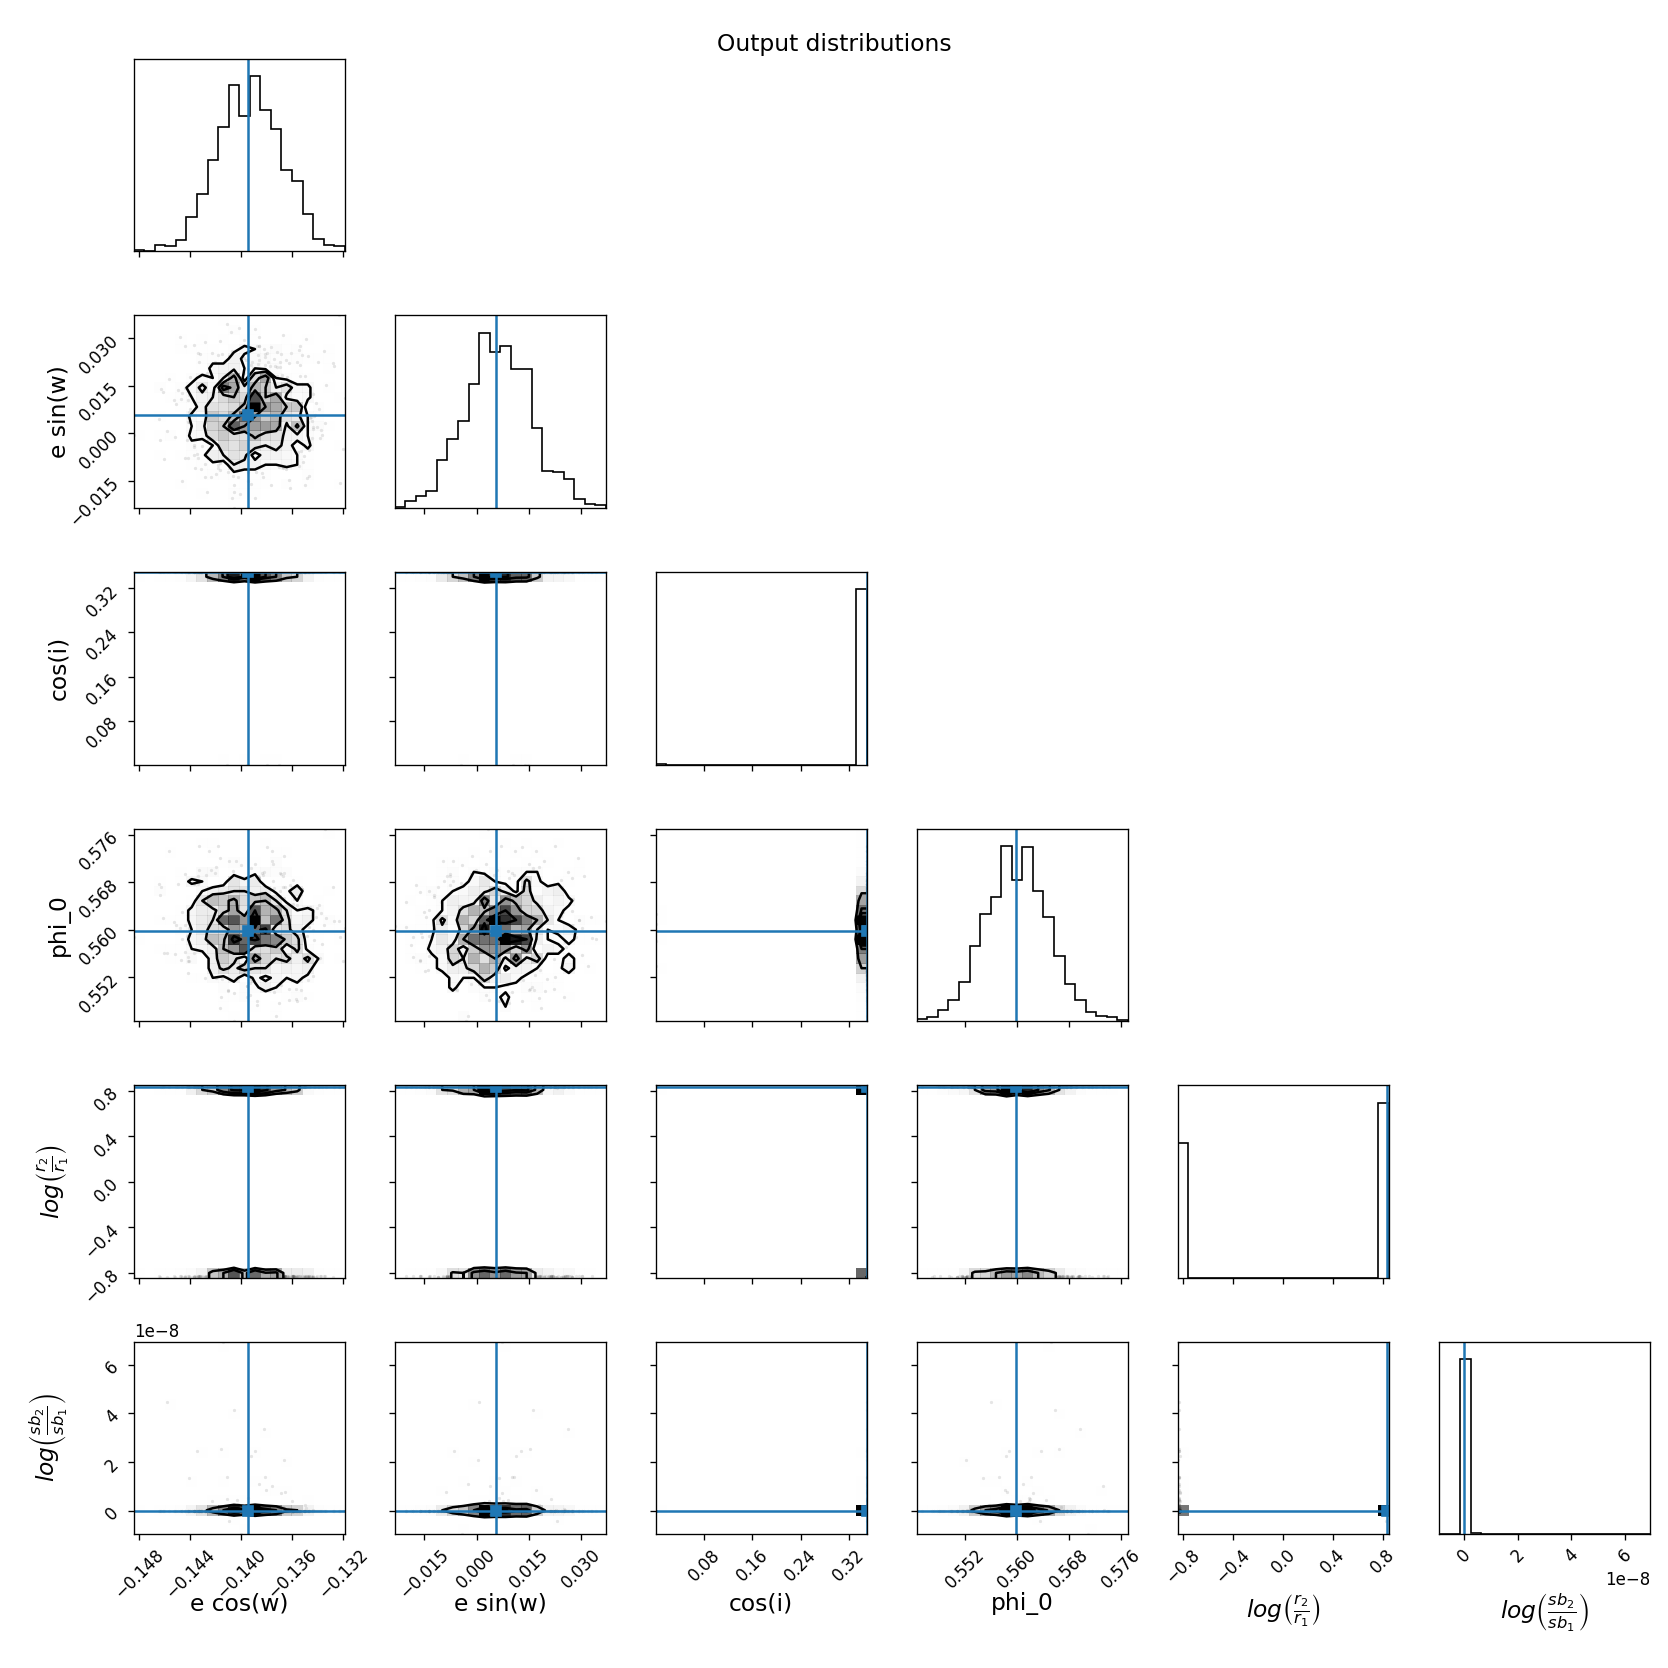 Output distributions
e sin(w)
0.030
0.015
0.000
−0.015
cos(i)
0.32
0.24
0.16
0.08
phi_0
0.576
0.568
0.560
0.552
log(r₂/r₁)
0.8
0.4
0.0
−0.4
−0.8
1e−8
log(sb₂/sb₁)
6
4
2
0
−0.148 −0.144 −0.140 −0.136 −0.132
e cos(w)
−0.015 0.000 0.015 0.030
e sin(w)
0.08 0.16 0.24 0.32
cos(i)
0.552 0.560 0.568 0.576
phi_0
−0.8 −0.4 0.0 0.4 0.8
log(r₂/r₁)
0 2 4 6
1e−8
log(sb₂/sb₁)